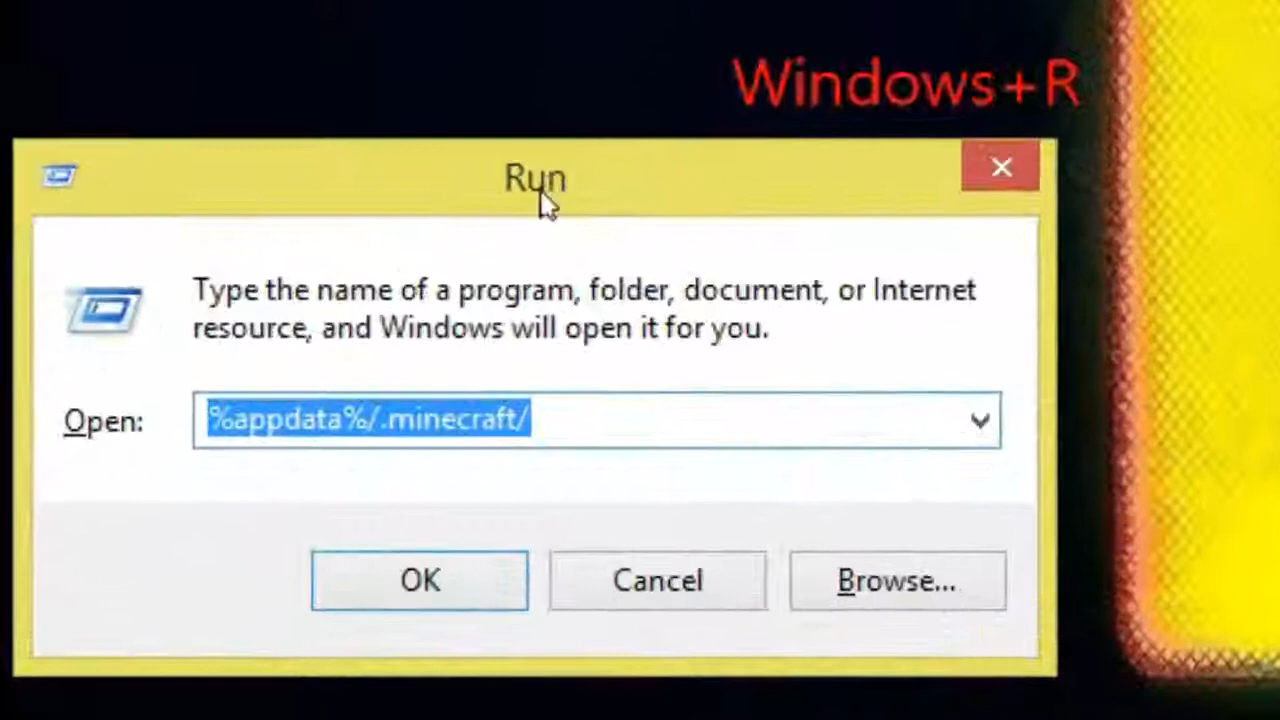 Windows+R
Run
Type the name of a program, folder, document, or Internet
resource, and Windows will open it for you.
Open:
%appdata%/.minecraft/
OK
Cancel
Browse...